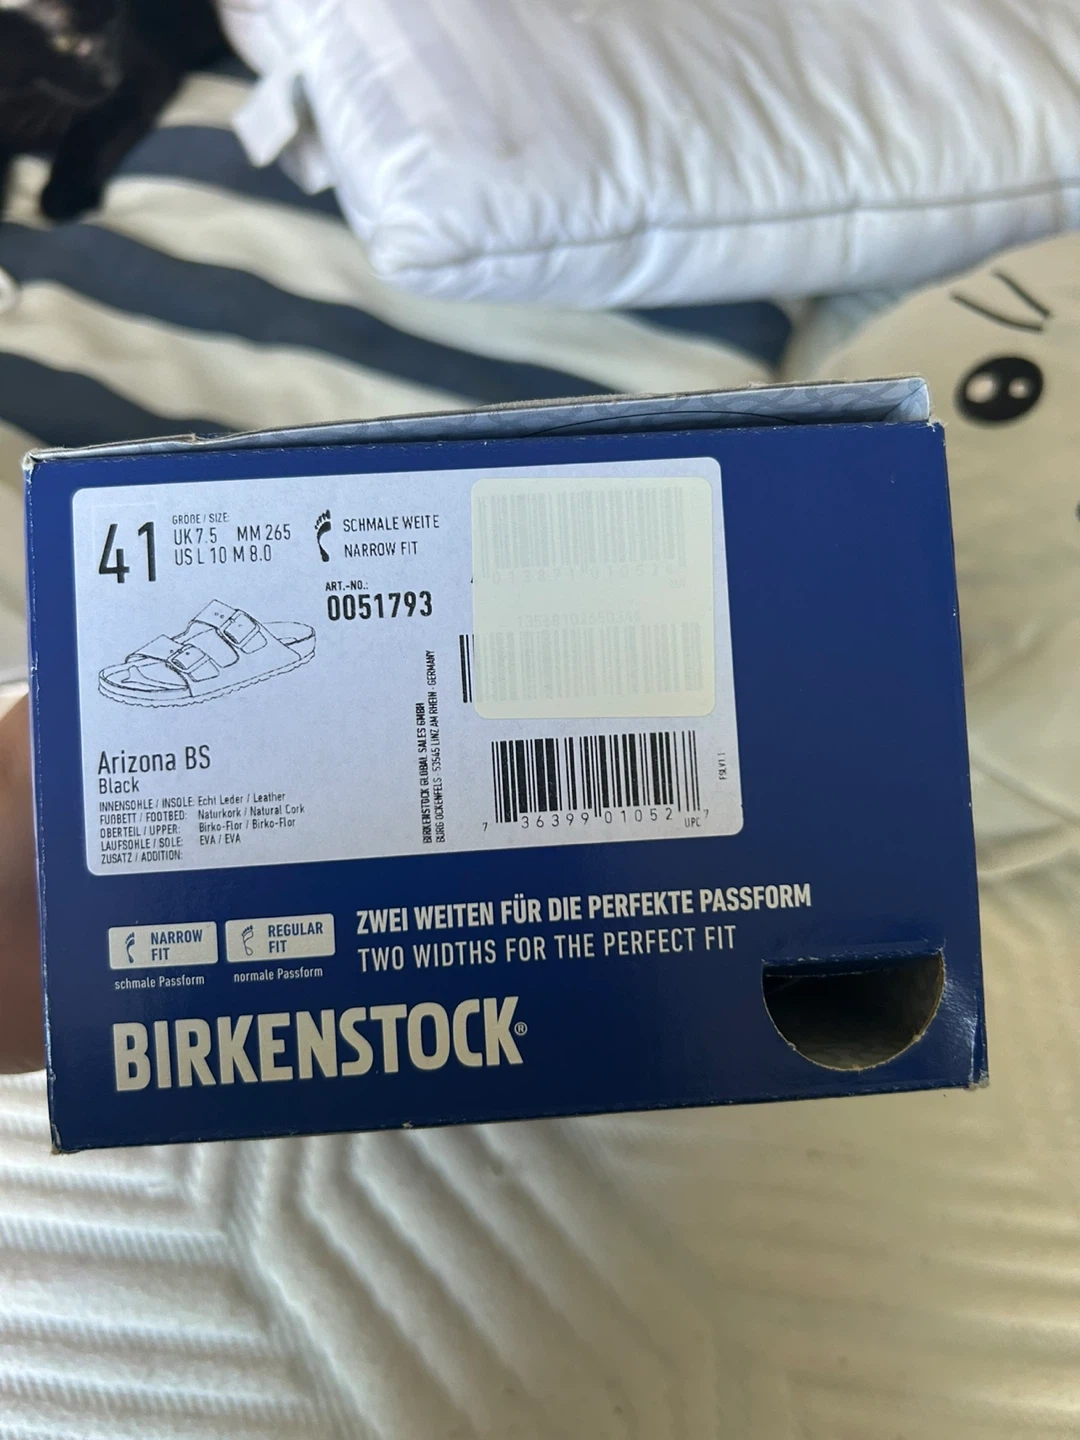 41
GRÖßE / SIZE:
UK 7.5 MM 265
US L 10 M 8.0
SCHMALE WEITE
NARROW FIT
ART.-NO.:
0051793
Arizona BS
Black
INNENSOHLE / INSOLE: Echt Leder / Leather
FUßBETT / FOOTBED: Naturkork / Natural Cork
OBERTEIL / UPPER: Birko-Flor / Birko-Flor
LAUFSOHLE / SOLE: EVA / EVA
ZUSATZ / ADDITION:
BIRKENSTOCK GLOBAL SALES GMBH
BURG OCKENFELS · 53545 LINZ AM RHEIN · GERMANY
7 36399 01052 7
UPC
FSLV1.1
NARROW
FIT
schmale Passform
REGULAR
FIT
normale Passform
ZWEI WEITEN FÜR DIE PERFEKTE PASSFORM
TWO WIDTHS FOR THE PERFECT FIT
BIRKENSTOCK®